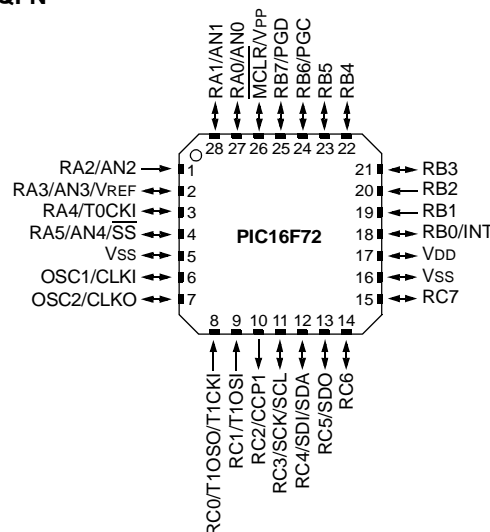 28 27 26 25 24 23 22
RA1/AN1
RA0/AN0
MCLR/VPP
RB7/PGD
RB6/PGC
RB5
RB4
RA2/AN2 1
RA3/AN3/VREF 2
RA4/T0CKI 3
RA5/AN4/SS 4
VSS 5
OSC1/CLKI 6
OSC2/CLKO 7
PIC16F72
21 RB3
20 RB2
19 RB1
18 RB0/INT
17 VDD
16 VSS
15 RC7
8 9 10 11 12 13 14
RC0/T1OSO/T1CKI
RC1/T1OSI
RC2/CCP1
RC3/SCK/SCL
RC4/SDI/SDA
RC5/SDO
RC6